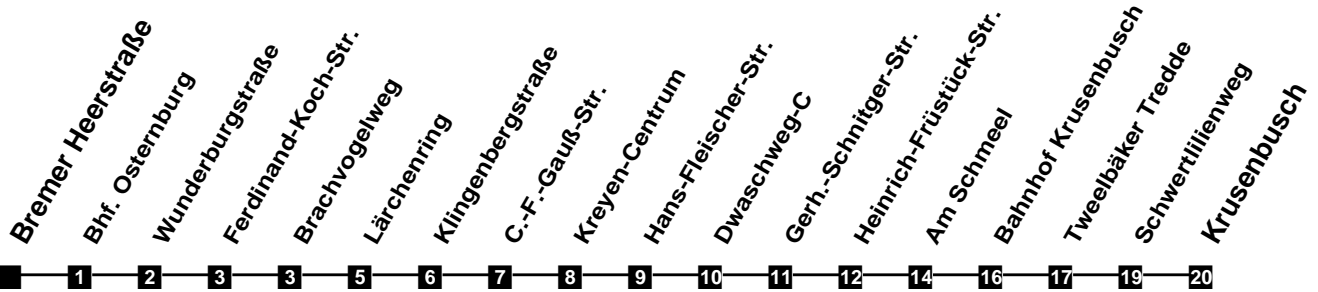 Bremer Heerstraße
Bhf. Osternburg
Wunderburgstraße
Ferdinand-Koch-Str.
Brachvogelweg
Lärchenring
Klingenbergstraße
C.-F.-Gauß-Str.
Kreyen-Centrum
Hans-Fleischer-Str.
Dwaschweg-C
Gerh.-Schnitger-Str.
Heinrich-Früstück-Str.
Am Schmeel
Bahnhof Krusenbusch
Tweelbäker Tredde
Schwertlilienweg
Krusenbusch
1 2 3 3 5 6 7 8 9 10 11 12 14 16 17 19 20